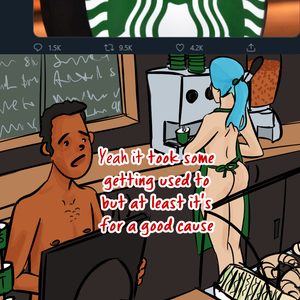 1.5K 9.5K 4.2K
Yeah it took some
getting used to
but at least it's
for a good cause